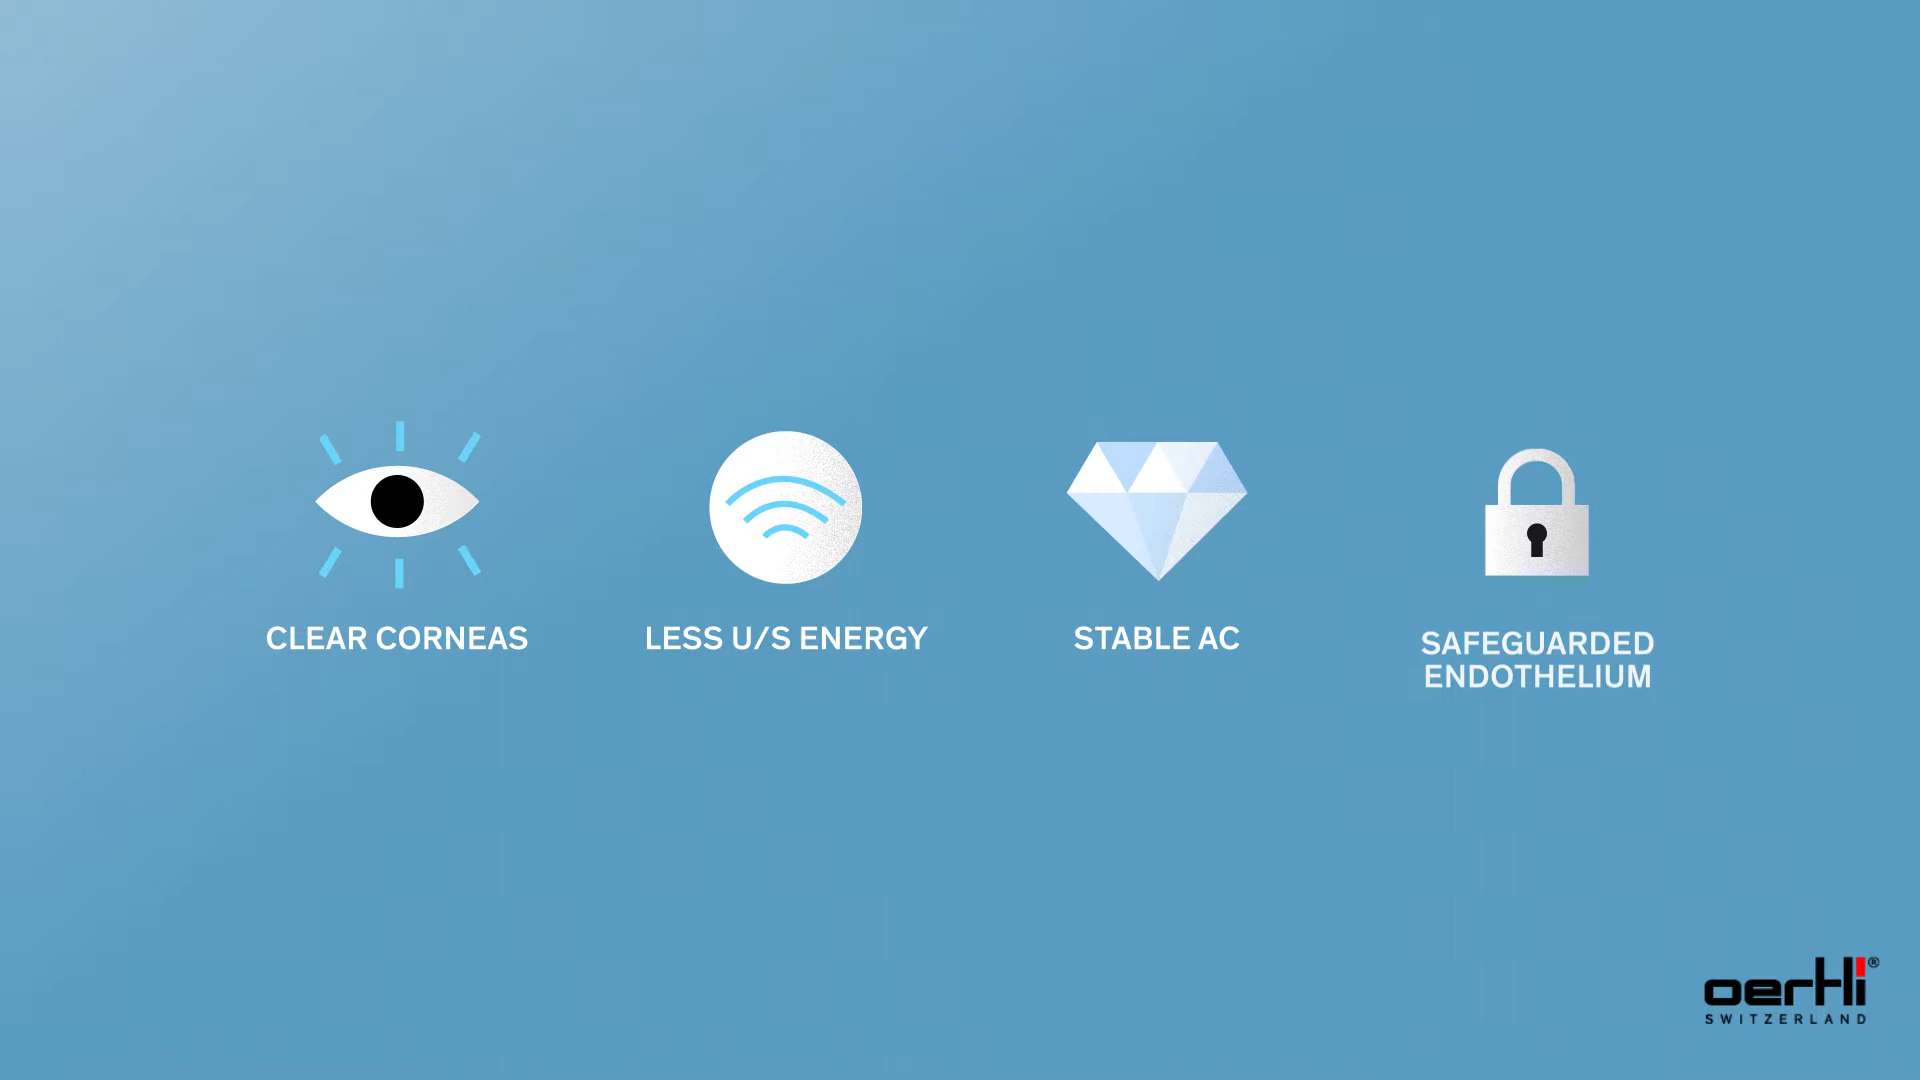 CLEAR CORNEAS
LESS U/S ENERGY
STABLE AC
SAFEGUARDED
ENDOTHELIUM
oertli®
SWITZERLAND